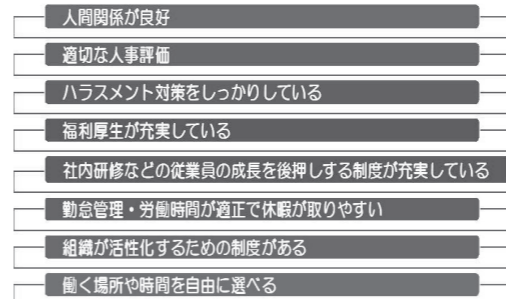 人間関係が良好
適切な人事評価
ハラスメント対策をしっかりしている
福利厚生が充実している
社内研修などの従業員の成長を後押しする制度が充実している
勤怠管理・労働時間が適正で休暇が取りやすい
組織が活性化するための制度がある
働く場所や時間を自由に選べる